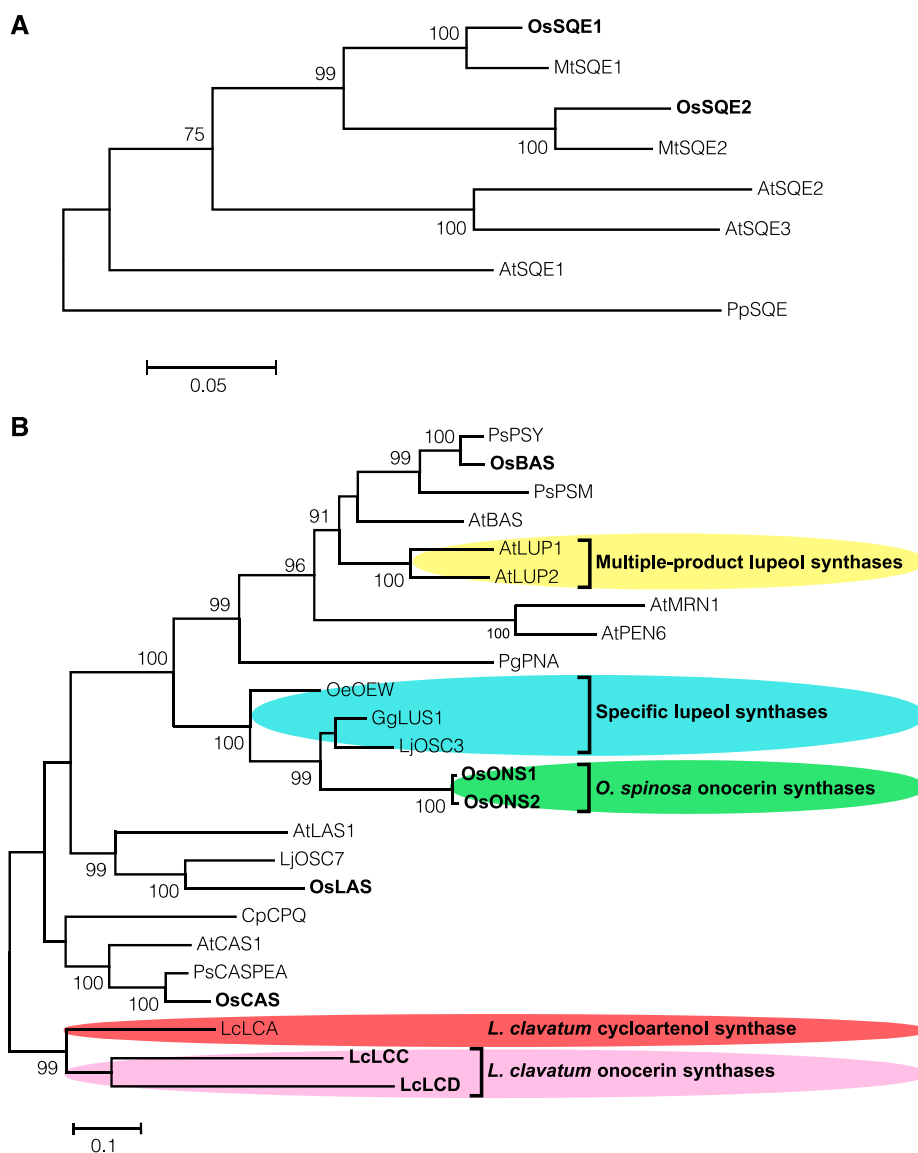 A
100
OsSQE1
99
MtSQE1
OsSQE2
75
100
MtSQE2
AtSQE2
100
AtSQE3
AtSQE1
PpSQE
0.05
B
100
PsPSY
99
OsBAS
PsPSM
91
AtBAS
AtLUP1
Multiple-product lupeol synthases
96
100
AtLUP2
99
AtMRN1
100
AtPEN6
100
PgPNA
OeOEW
Specific lupeol synthases
GgLUS1
100
LjOSC3
99
OsONS1
O. spinosa onocerin synthases
100
OsONS2
AtLAS1
99
LjOSC7
100
OsLAS
CpCPQ
AtCAS1
100
PsCASPEA
100
OsCAS
LcLCA
L. clavatum cycloartenol synthase
99
LcLCC
L. clavatum onocerin synthases
LcLCD
0.1